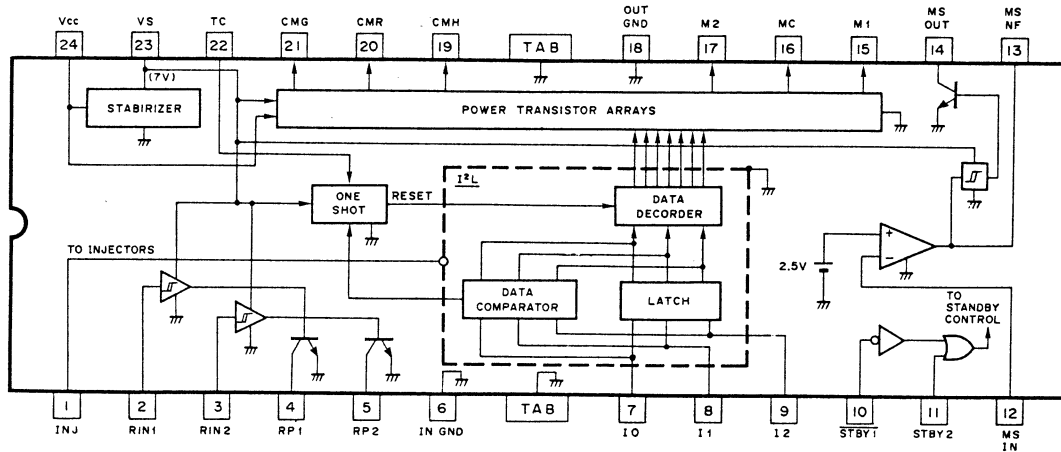 Vcc VS TC CMG CMR CMH OUT GND M2 MC M1 MS OUT MS NF
24 23 22 21 20 19 TAB 18 17 16 15 14 13
(7V)
STABIRIZER
POWER TRANSISTOR ARRAYS
I²L
ONE SHOT
RESET
DATA DECORDER
TO INJECTORS
+
−
2.5V
DATA COMPARATOR
LATCH
TO STANDBY CONTROL
1 2 3 4 5 6 TAB 7 8 9 10 11 12
INJ RIN1 RIN2 RP1 RP2 IN GND I0 I1 I2 STBY1 STBY2 MS IN